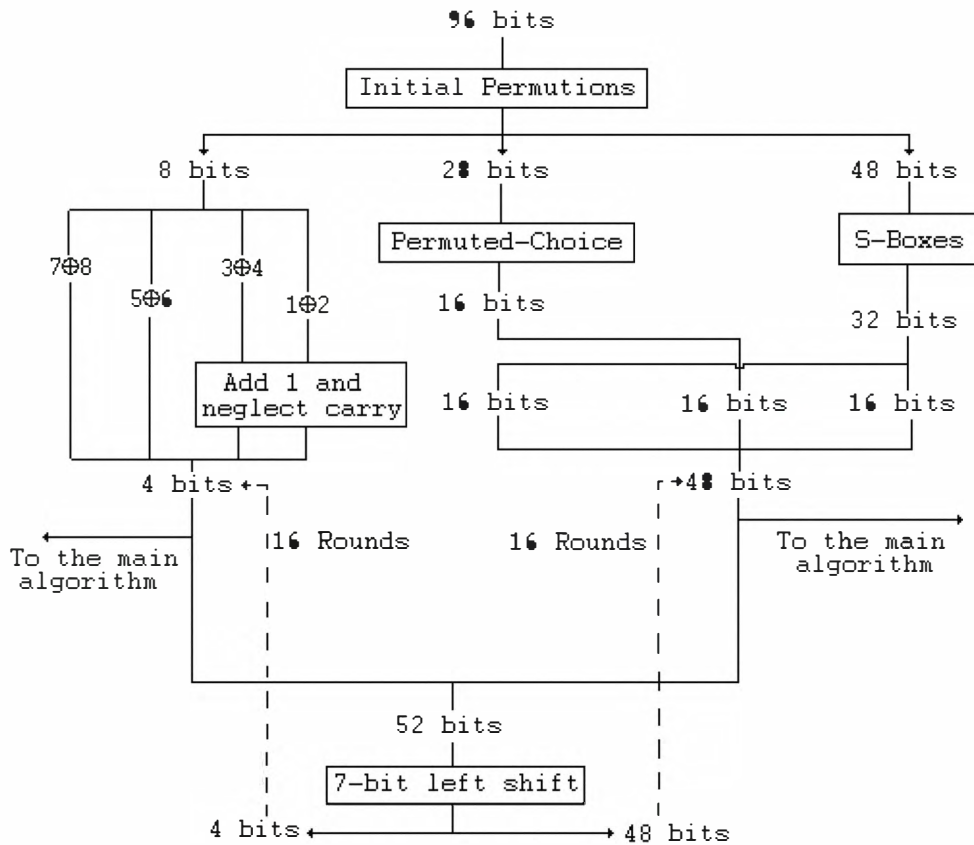 96 bits
Initial Permutions
8 bits
28 bits
48 bits
Permuted-Choice
S-Boxes
7⊕8
5⊕6
3⊕4
1⊕2
16 bits
32 bits
Add 1 and
neglect carry
16 bits
16 bits
16 bits
4 bits
48 bits
16 Rounds
16 Rounds
To the main
algorithm
To the main
algorithm
52 bits
7-bit left shift
4 bits
48 bits